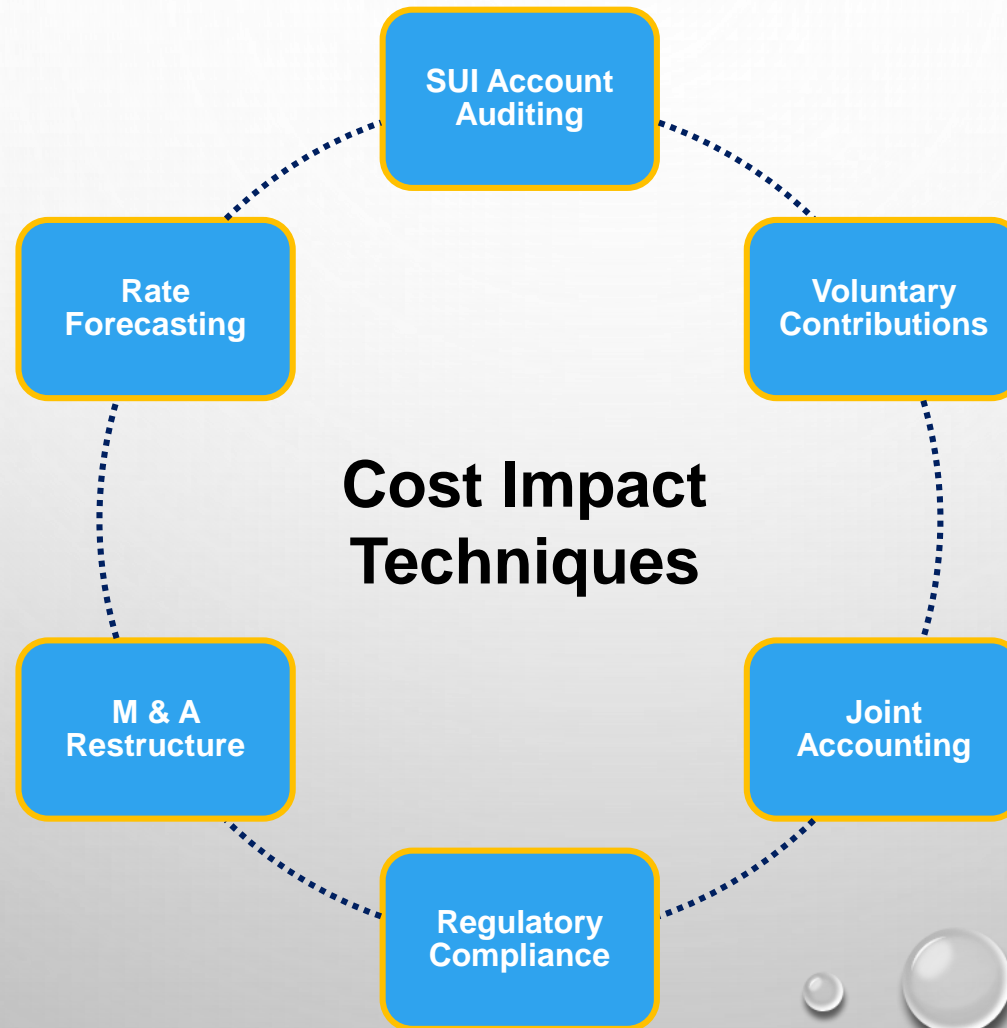 SUI Account
Auditing
Rate
Forecasting
Voluntary
Contributions
Cost Impact
Techniques
M & A
Restructure
Joint
Accounting
Regulatory
Compliance